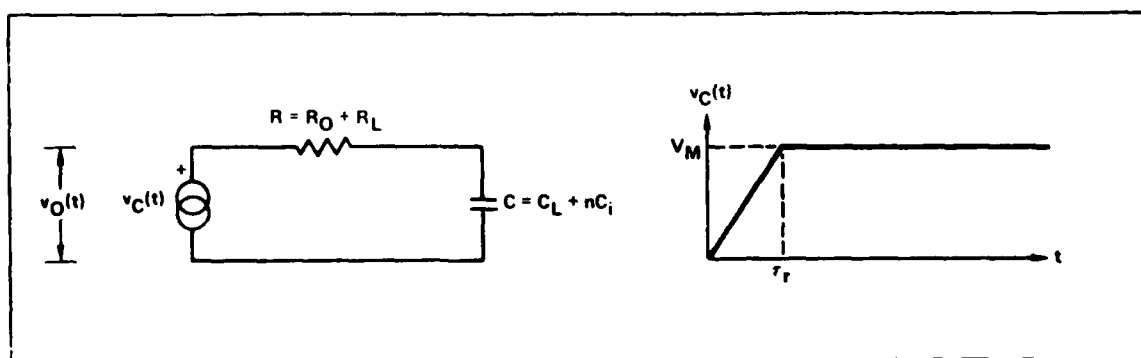 R = R_O + R_L
v_O(t)
+
v_C(t)
C = C_L + nC_i
v_C(t)
V_M
τ_r
t